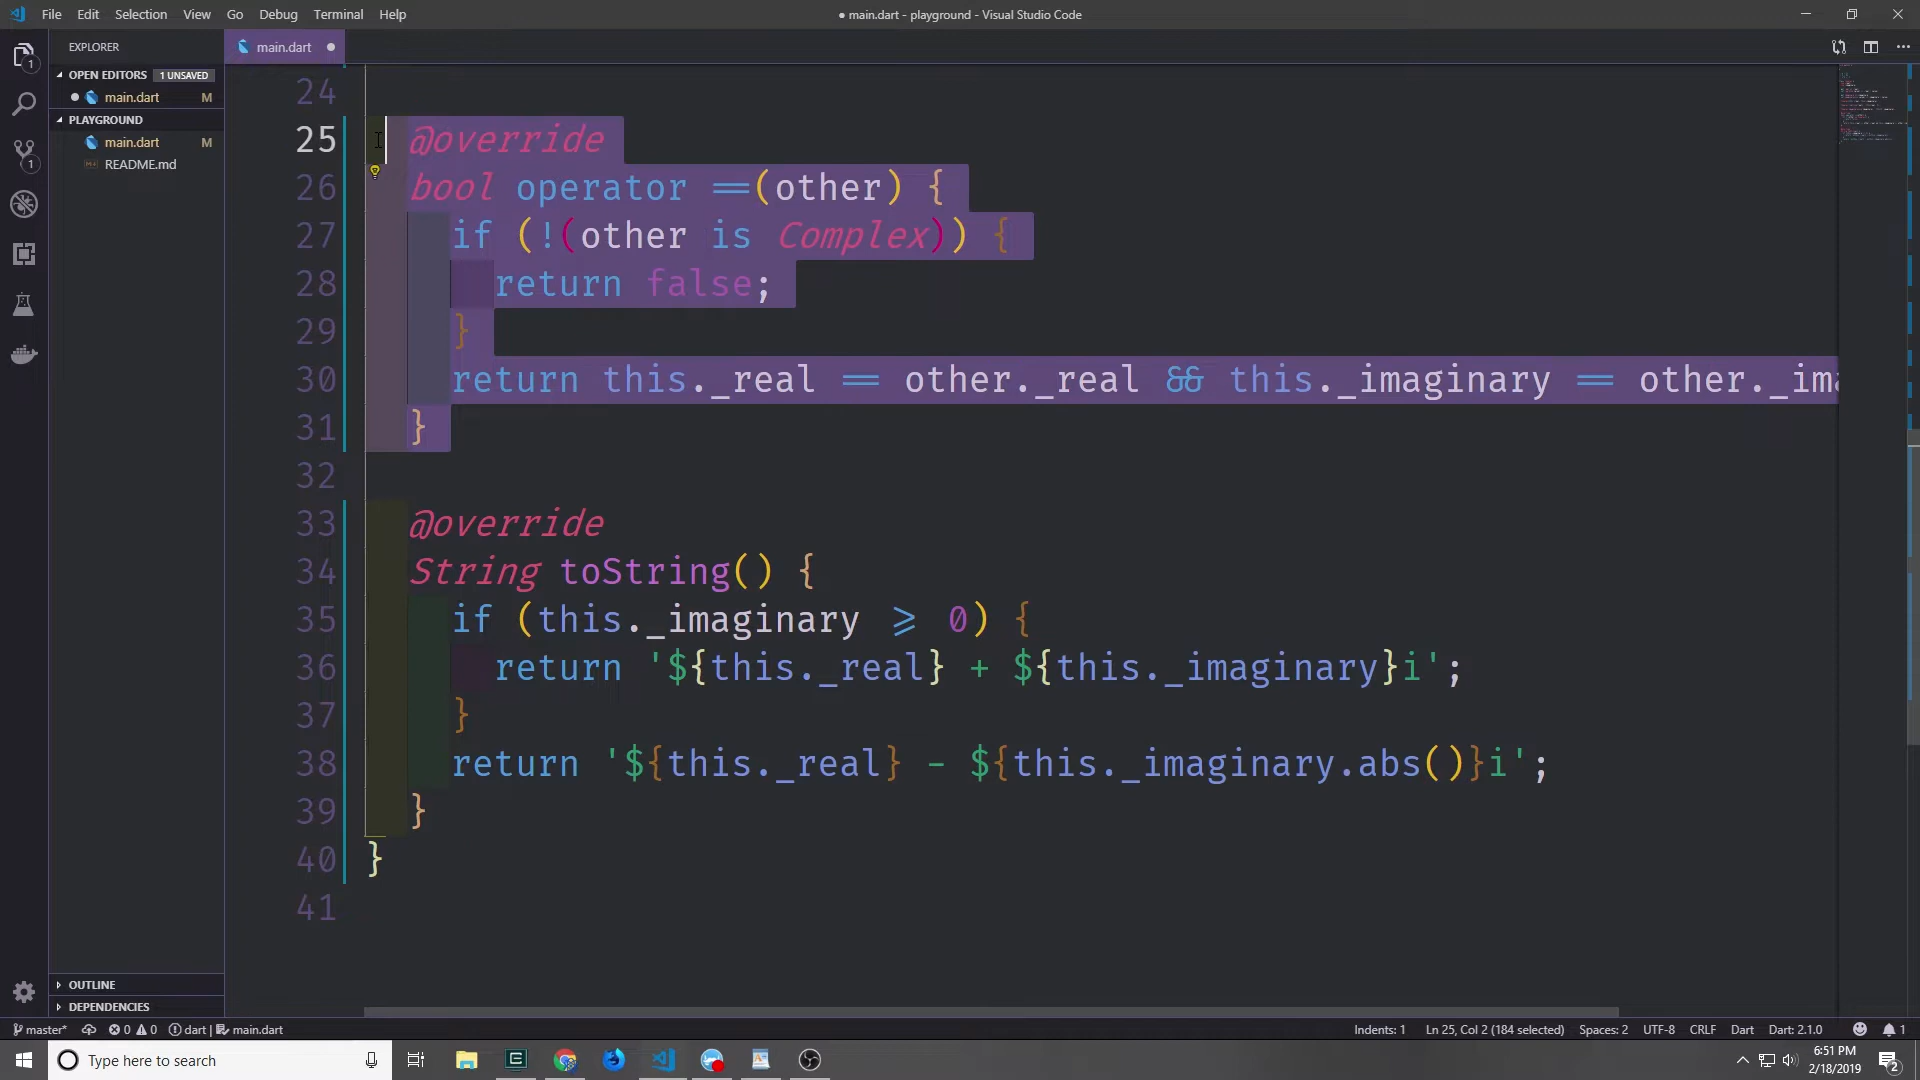 File Edit Selection View Go Debug Terminal Help
● main.dart - playground - Visual Studio Code
EXPLORER
main.dart
OPEN EDITORS 1 UNSAVED
main.dart M
PLAYGROUND
main.dart M
README.md
24
25 @override
26 bool operator ==(other) {
27 if (!(other is Complex)) {
28 return false;
29 }
30 return this._real == other._real && this._imaginary == other._ima
31 }
32
33 @override
34 String toString() {
35 if (this._imaginary >= 0) {
36 return '${this._real} + ${this._imaginary}i';
37 }
38 return '${this._real} - ${this._imaginary.abs()}i';
39 }
40 }
41
OUTLINE
DEPENDENCIES
master* 0 0 dart | main.dart Indents: 1 Ln 25, Col 2 (184 selected) Spaces: 2 UTF-8 CRLF Dart Dart: 2.1.0 1
Type here to search
6:51 PM
2/18/2019
2